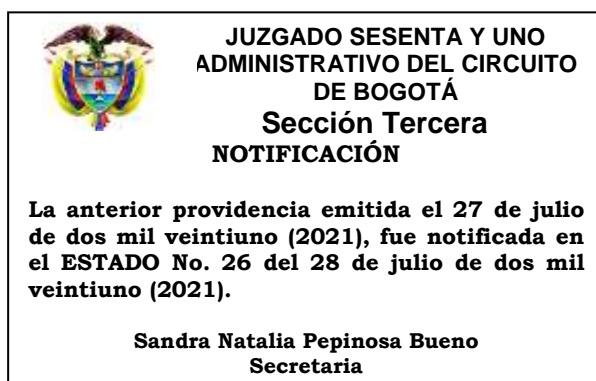 JUZGADO SESENTA Y UNO
ADMINISTRATIVO DEL CIRCUITO
DE BOGOTÁ
Sección Tercera
NOTIFICACIÓN
La anterior providencia emitida el 27 de julio
de dos mil veintiuno (2021), fue notificada en
el ESTADO No. 26 del 28 de julio de dos mil
veintiuno (2021).
Sandra Natalia Pepinosa Bueno
Secretaria